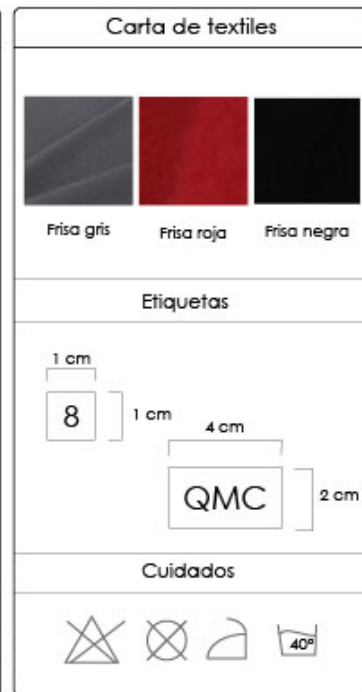 Carta de textiles
Frisa gris Frisa roja Frisa negra
Etiquetas
1 cm
8 1 cm
4 cm
QMC 2 cm
Cuidados
40º